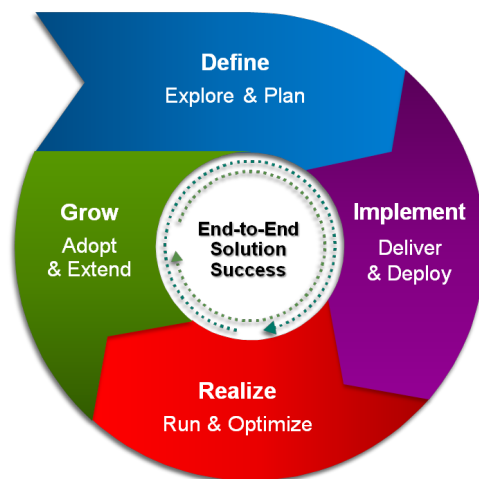 Define
Explore & Plan
Implement
Deliver
& Deploy
Realize
Run & Optimize
Grow
Adopt
& Extend
End-to-End
Solution
Success